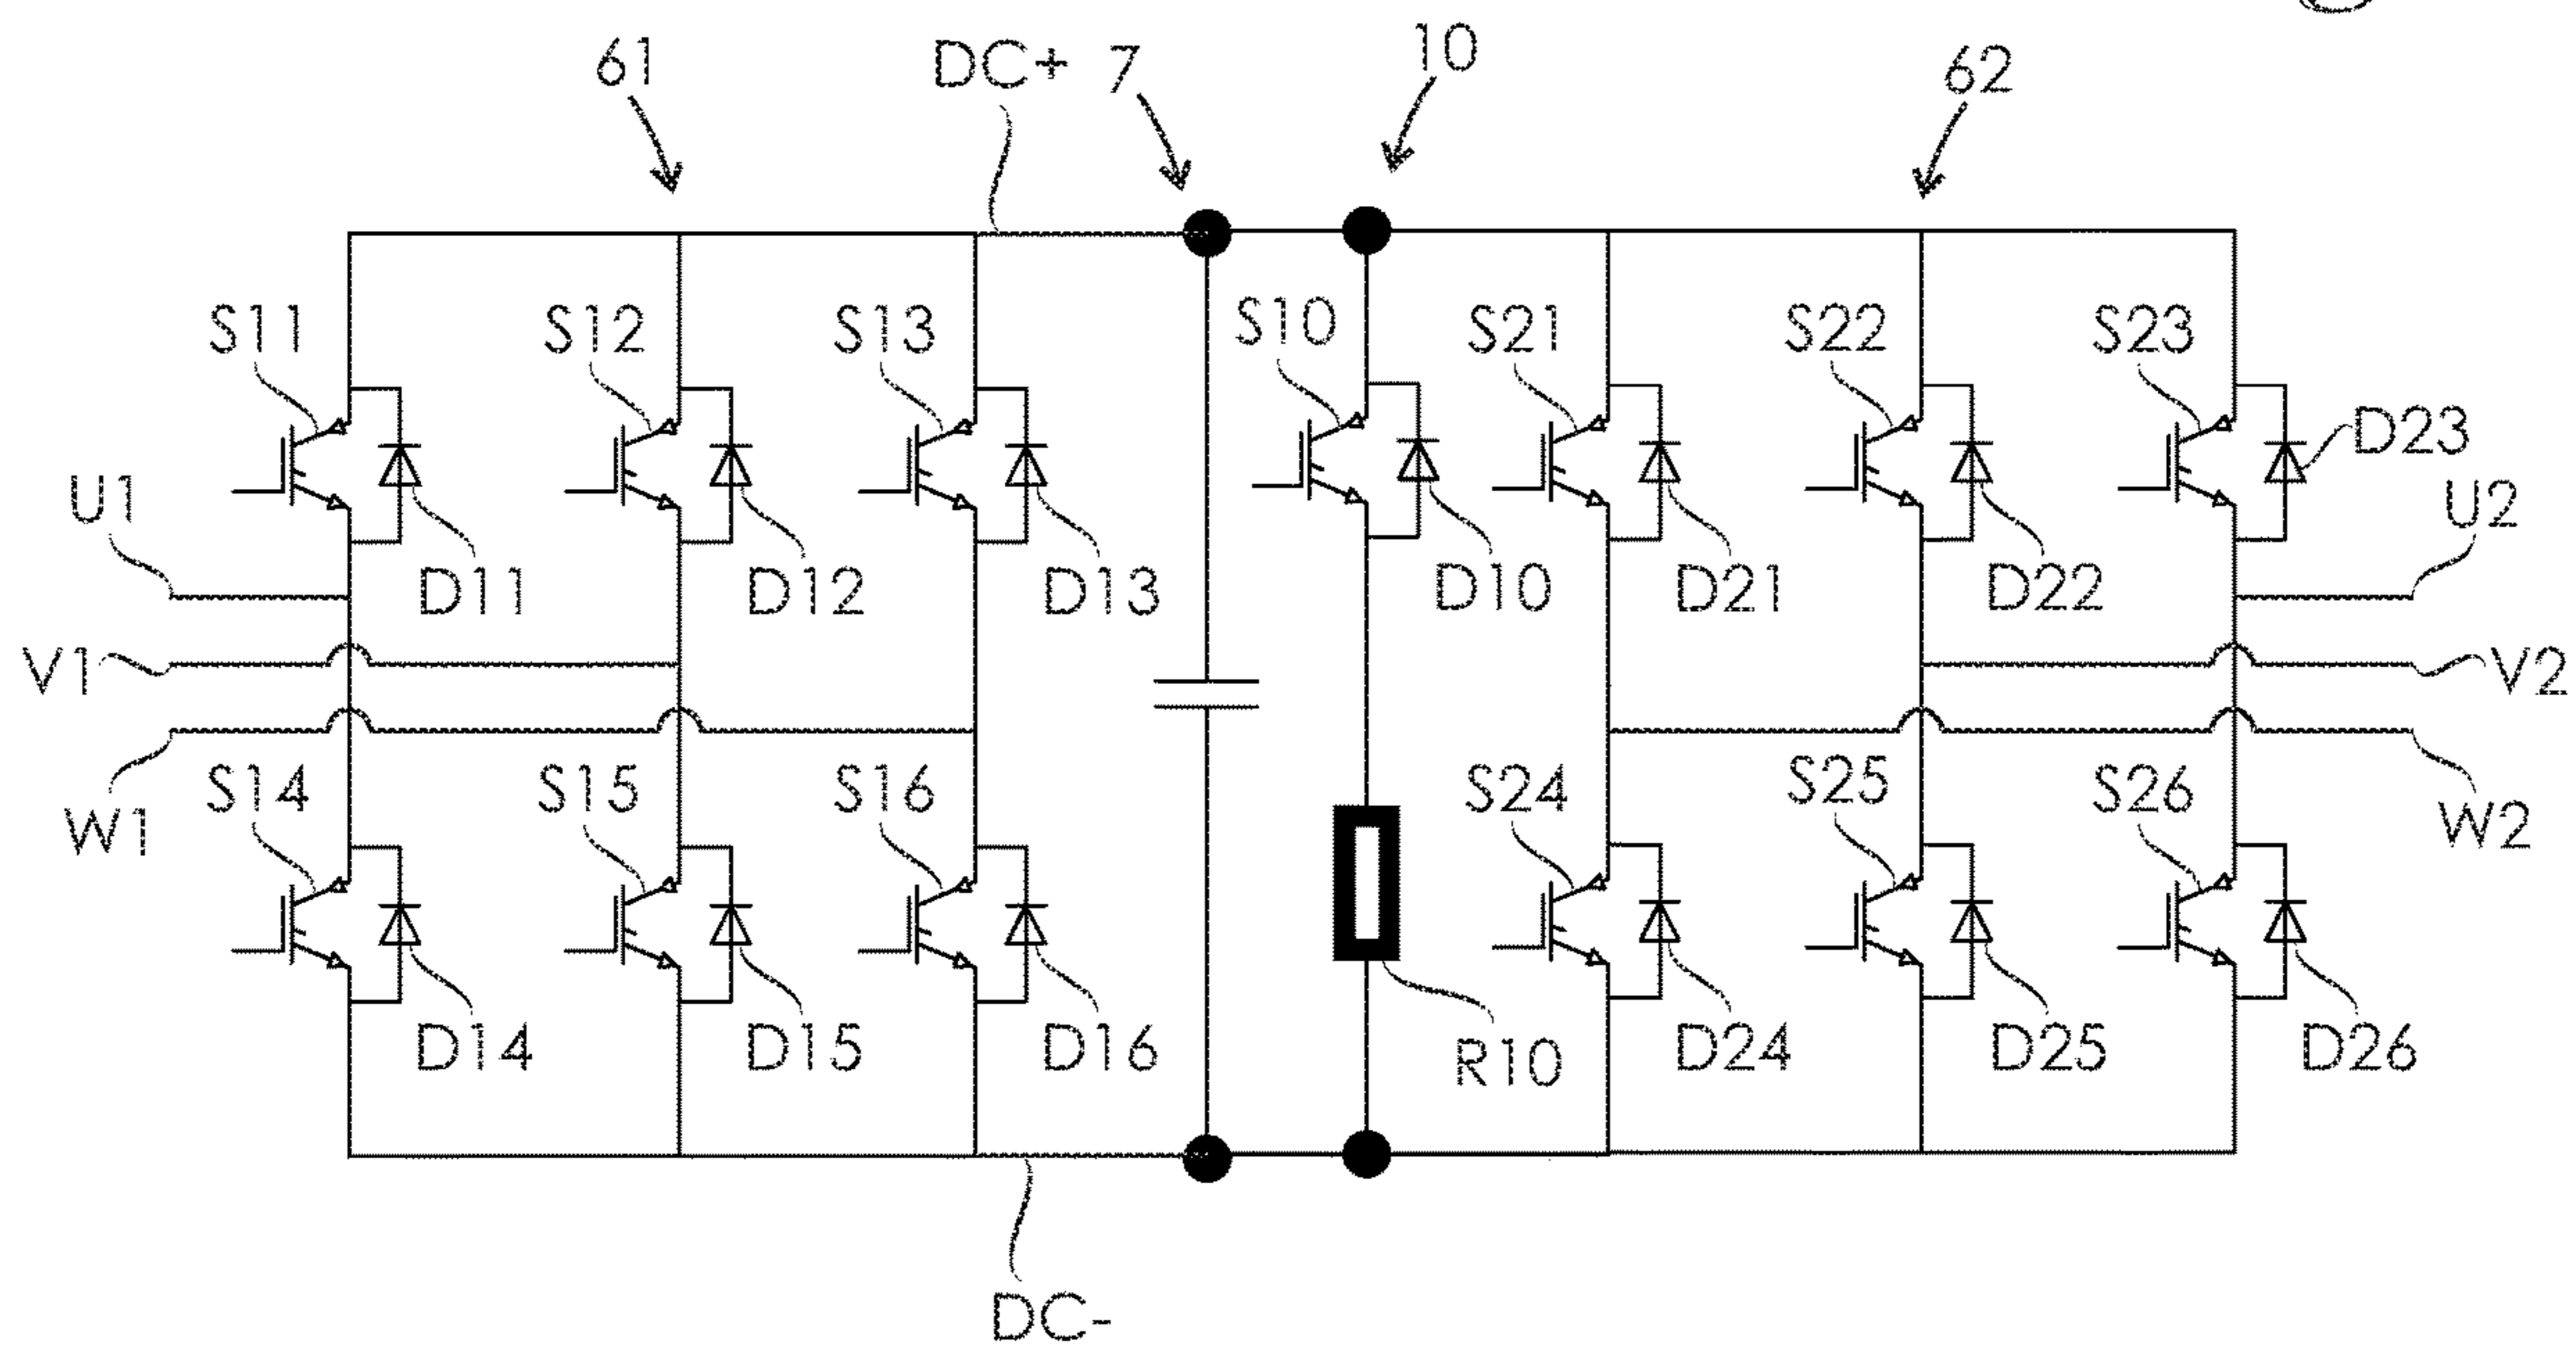 61
DC+
7
10
62
S11
S12
S13
S10
S21
S22
S23
D23
U1
U2
D11
D12
D13
D10
D21
D22
V1
V2
S14
S15
S16
S24
S25
S26
W1
W2
D14
D15
D16
R10
D24
D25
D26
DC-